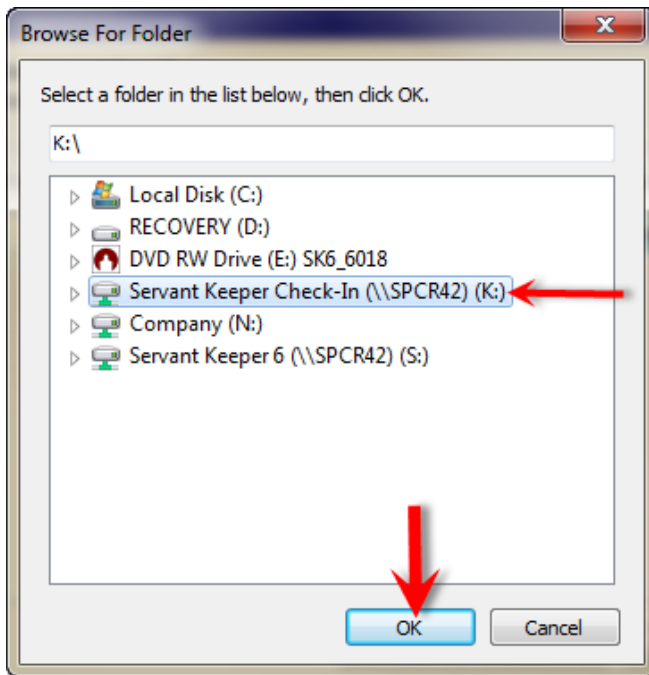 Browse For Folder
X
Select a folder in the list below, then click OK.
K:\
Local Disk (C:)
RECOVERY (D:)
DVD RW Drive (E:) SK6_6018
Servant Keeper Check-In (\\SPCR42) (K:)
Company (N:)
Servant Keeper 6 (\\SPCR42) (S:)
OK Cancel